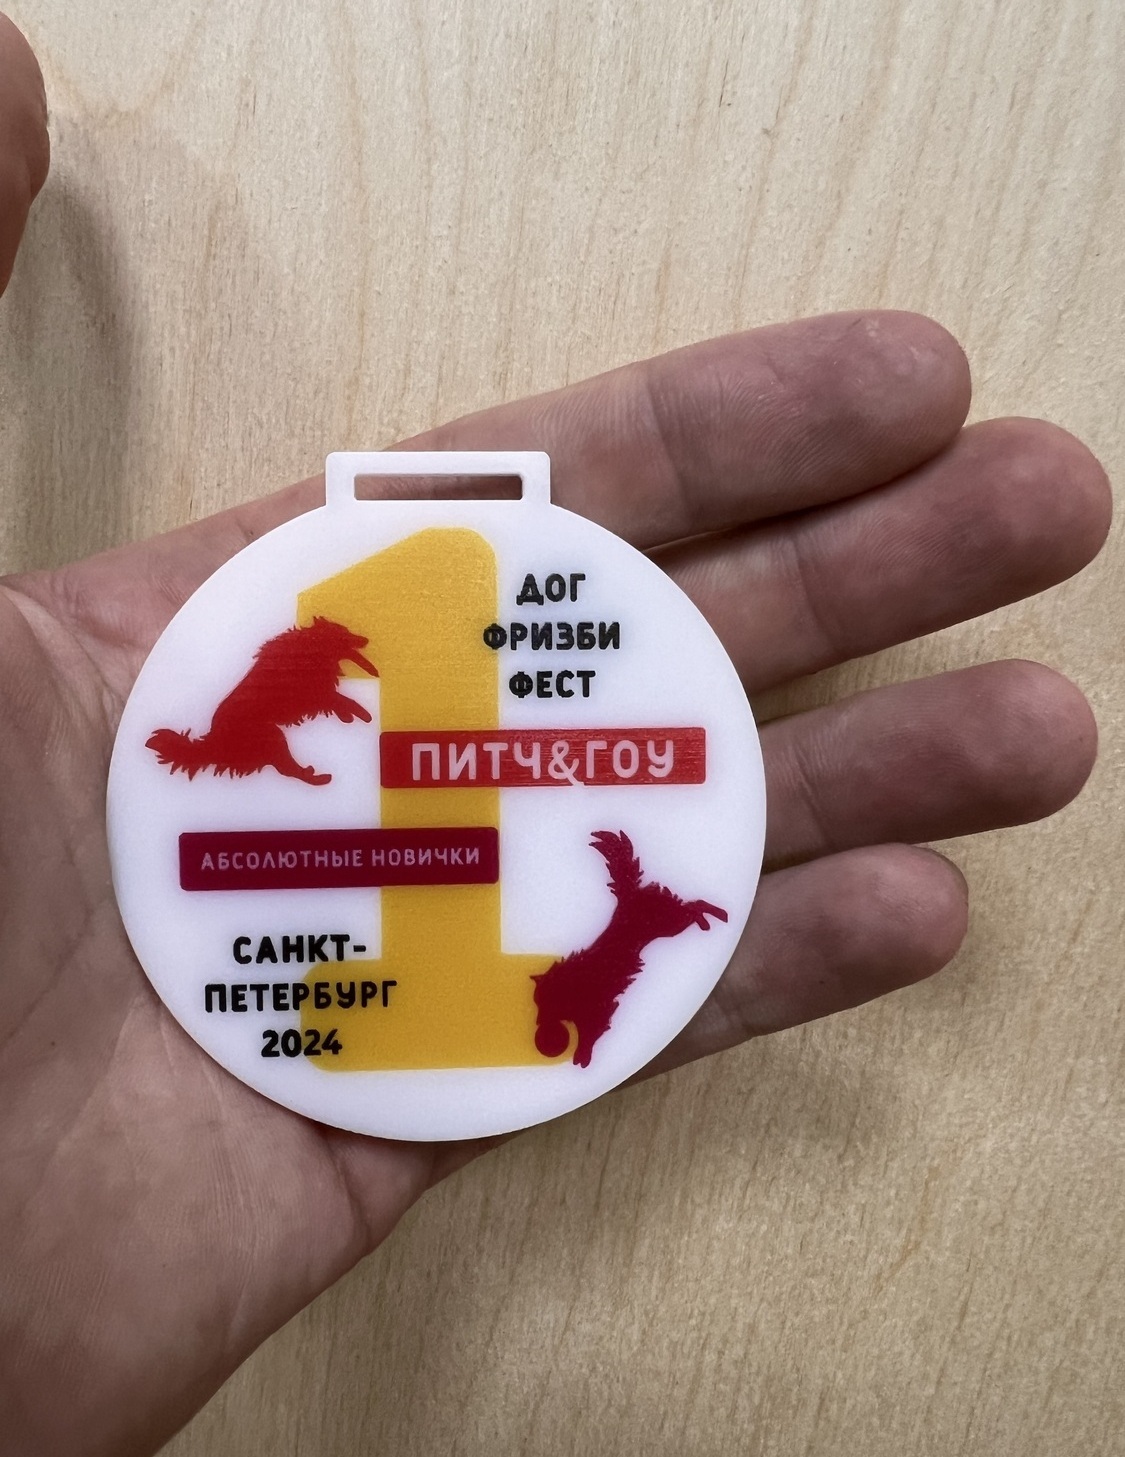 1
ДОГ
ФРИЗБИ
ФЕСТ
ПИТЧ&ГОУ
АБСОЛЮТНЫЕ НОВИЧКИ
САНКТ-
ПЕТЕРБУРГ
2024